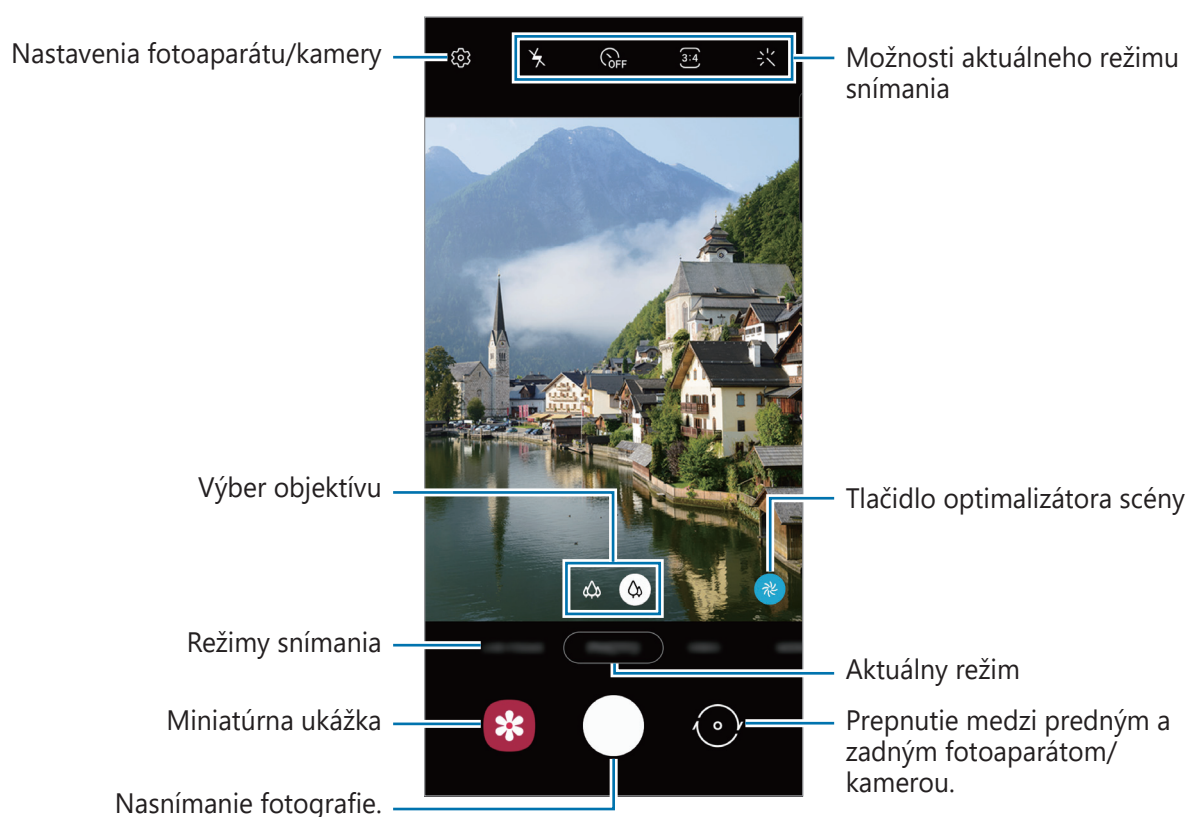 Nastavenia fotoaparátu/kamery
OFF
3:4
Možnosti aktuálneho režimu
snímania
Výber objektívu
Tlačidlo optimalizátora scény
Režimy snímania
Aktuálny režim
Miniatúrna ukážka
Prepnutie medzi predným a
zadným fotoaparátom/
kamerou.
Nasnímanie fotografie.